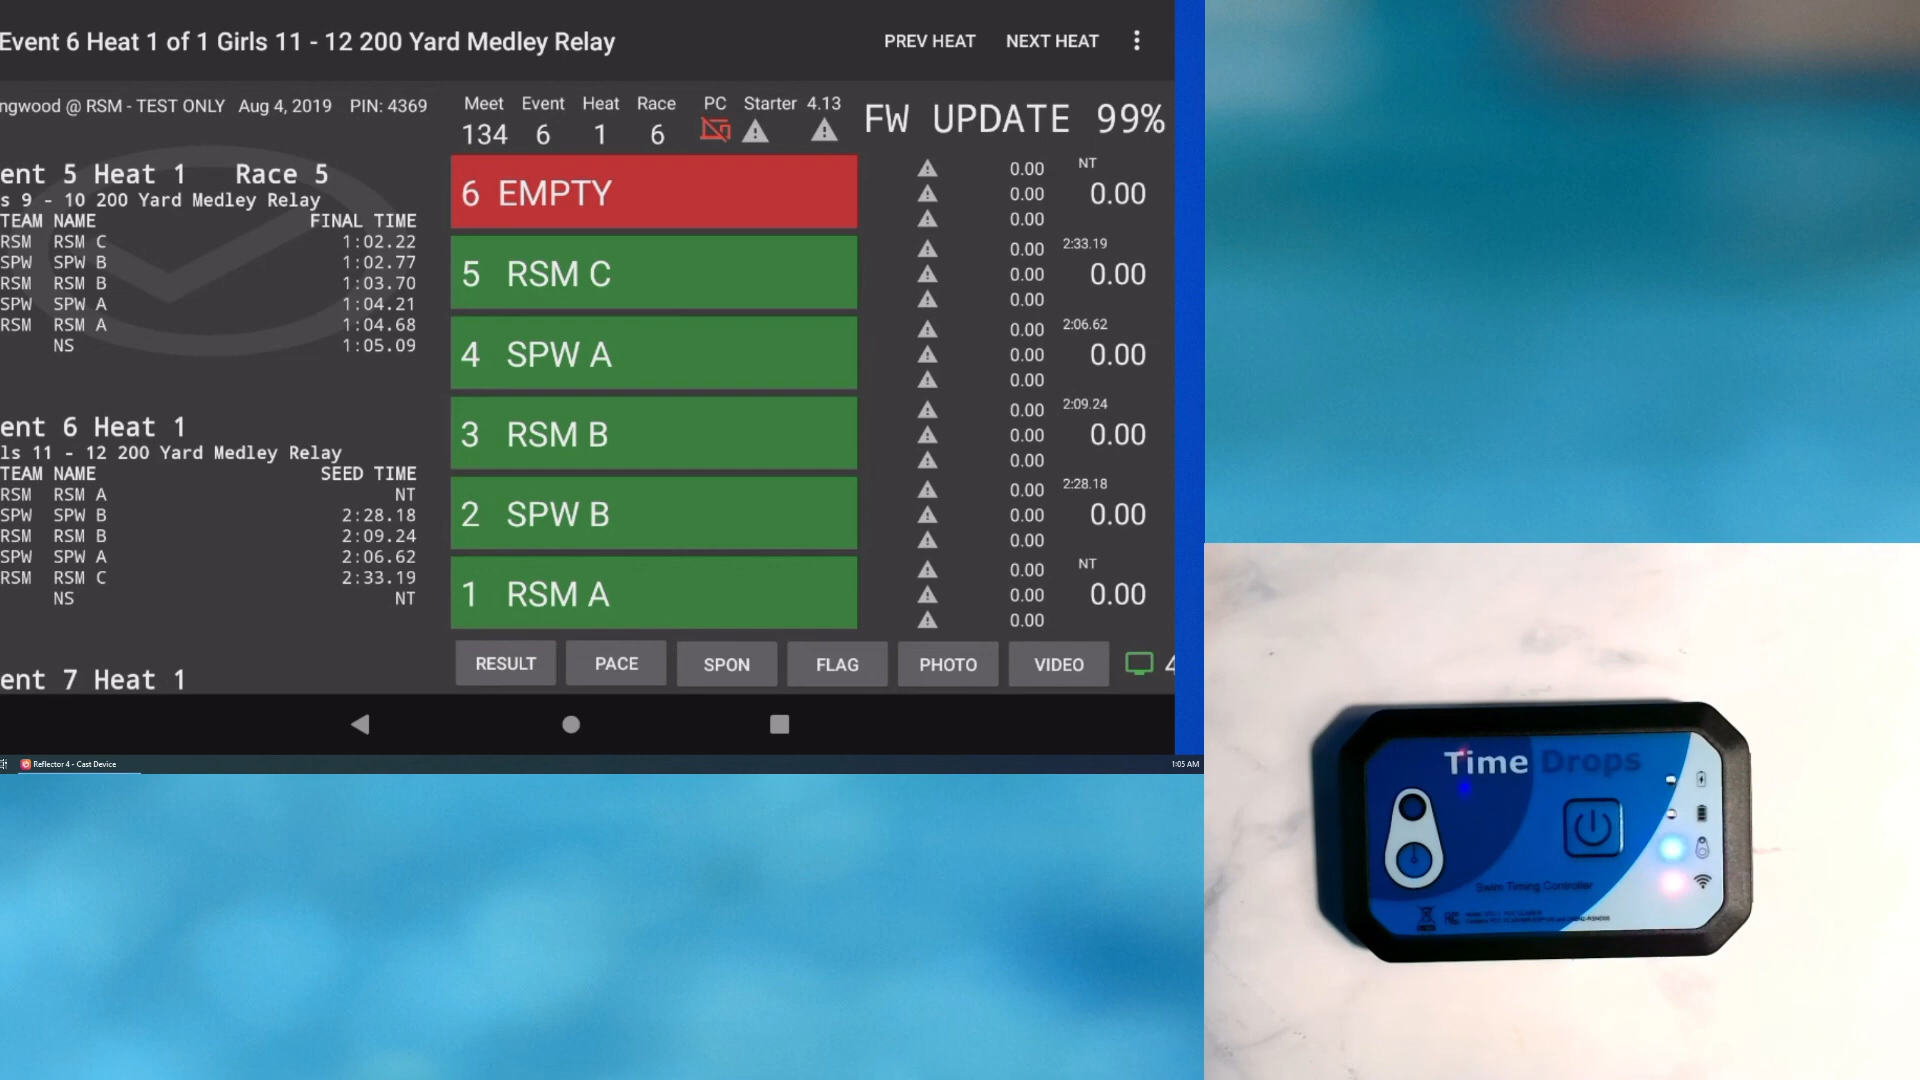 Event 6 Heat 1 of 1 Girls 11 - 12 200 Yard Medley Relay
PREV HEAT NEXT HEAT
ngwood @ RSM - TEST ONLY Aug 4, 2019 PIN: 4369
Meet Event Heat Race PC Starter 4.13
134 6 1 6
FW UPDATE 99%
ent 5 Heat 1 Race 5
s 9 - 10 200 Yard Medley Relay
TEAM NAME FINAL TIME
RSM RSM C 1:02.22
SPW SPW B 1:02.77
RSM RSM B 1:03.70
SPW SPW A 1:04.21
RSM RSM A 1:04.68
NS 1:05.09
ent 6 Heat 1
ls 11 - 12 200 Yard Medley Relay
TEAM NAME SEED TIME
RSM RSM A NT
SPW SPW B 2:28.18
RSM RSM B 2:09.24
SPW SPW A 2:06.62
RSM RSM C 2:33.19
NS NT
ent 7 Heat 1
6 EMPTY
0.00
0.00
0.00
NT
0.00
5 RSM C
0.00
0.00
0.00
2:33.19
0.00
4 SPW A
0.00
0.00
0.00
2:06.62
0.00
3 RSM B
0.00
0.00
0.00
2:09.24
0.00
2 SPW B
0.00
0.00
0.00
2:28.18
0.00
1 RSM A
0.00
0.00
0.00
NT
0.00
RESULT PACE SPON FLAG PHOTO VIDEO 4
Reflector 4 - Cast Device
1:05 AM
Time Drops
Swim Timing Controller